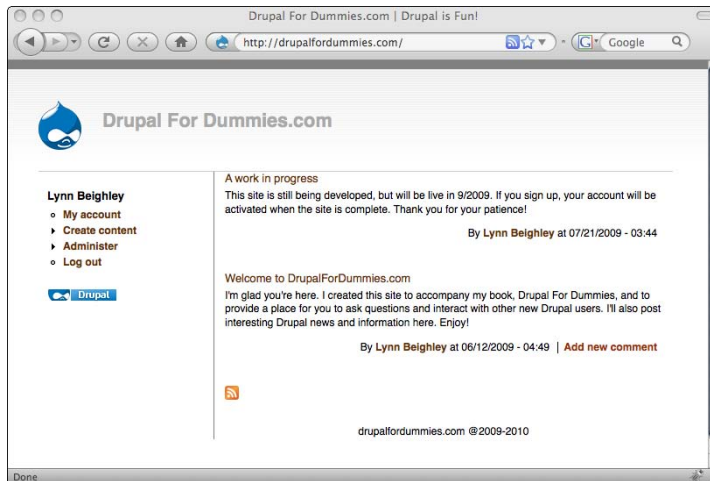 Drupal For Dummies.com | Drupal is Fun!
http://drupalfordummies.com/
G
Google
Drupal For Dummies.com
Lynn Beighley
My account
Create content
Administer
Log out
Drupal
A work in progress
This site is still being developed, but will be live in 9/2009. If you sign up, your account will be
activated when the site is complete. Thank you for your patience!
By Lynn Beighley at 07/21/2009 - 03:44
Welcome to DrupalForDummies.com
I'm glad you're here. I created this site to accompany my book, Drupal For Dummies, and to
provide a place for you to ask questions and interact with other new Drupal users. I'll also post
interesting Drupal news and information here. Enjoy!
By Lynn Beighley at 06/12/2009 - 04:49 | Add new comment
drupalfordummies.com @2009-2010
Done